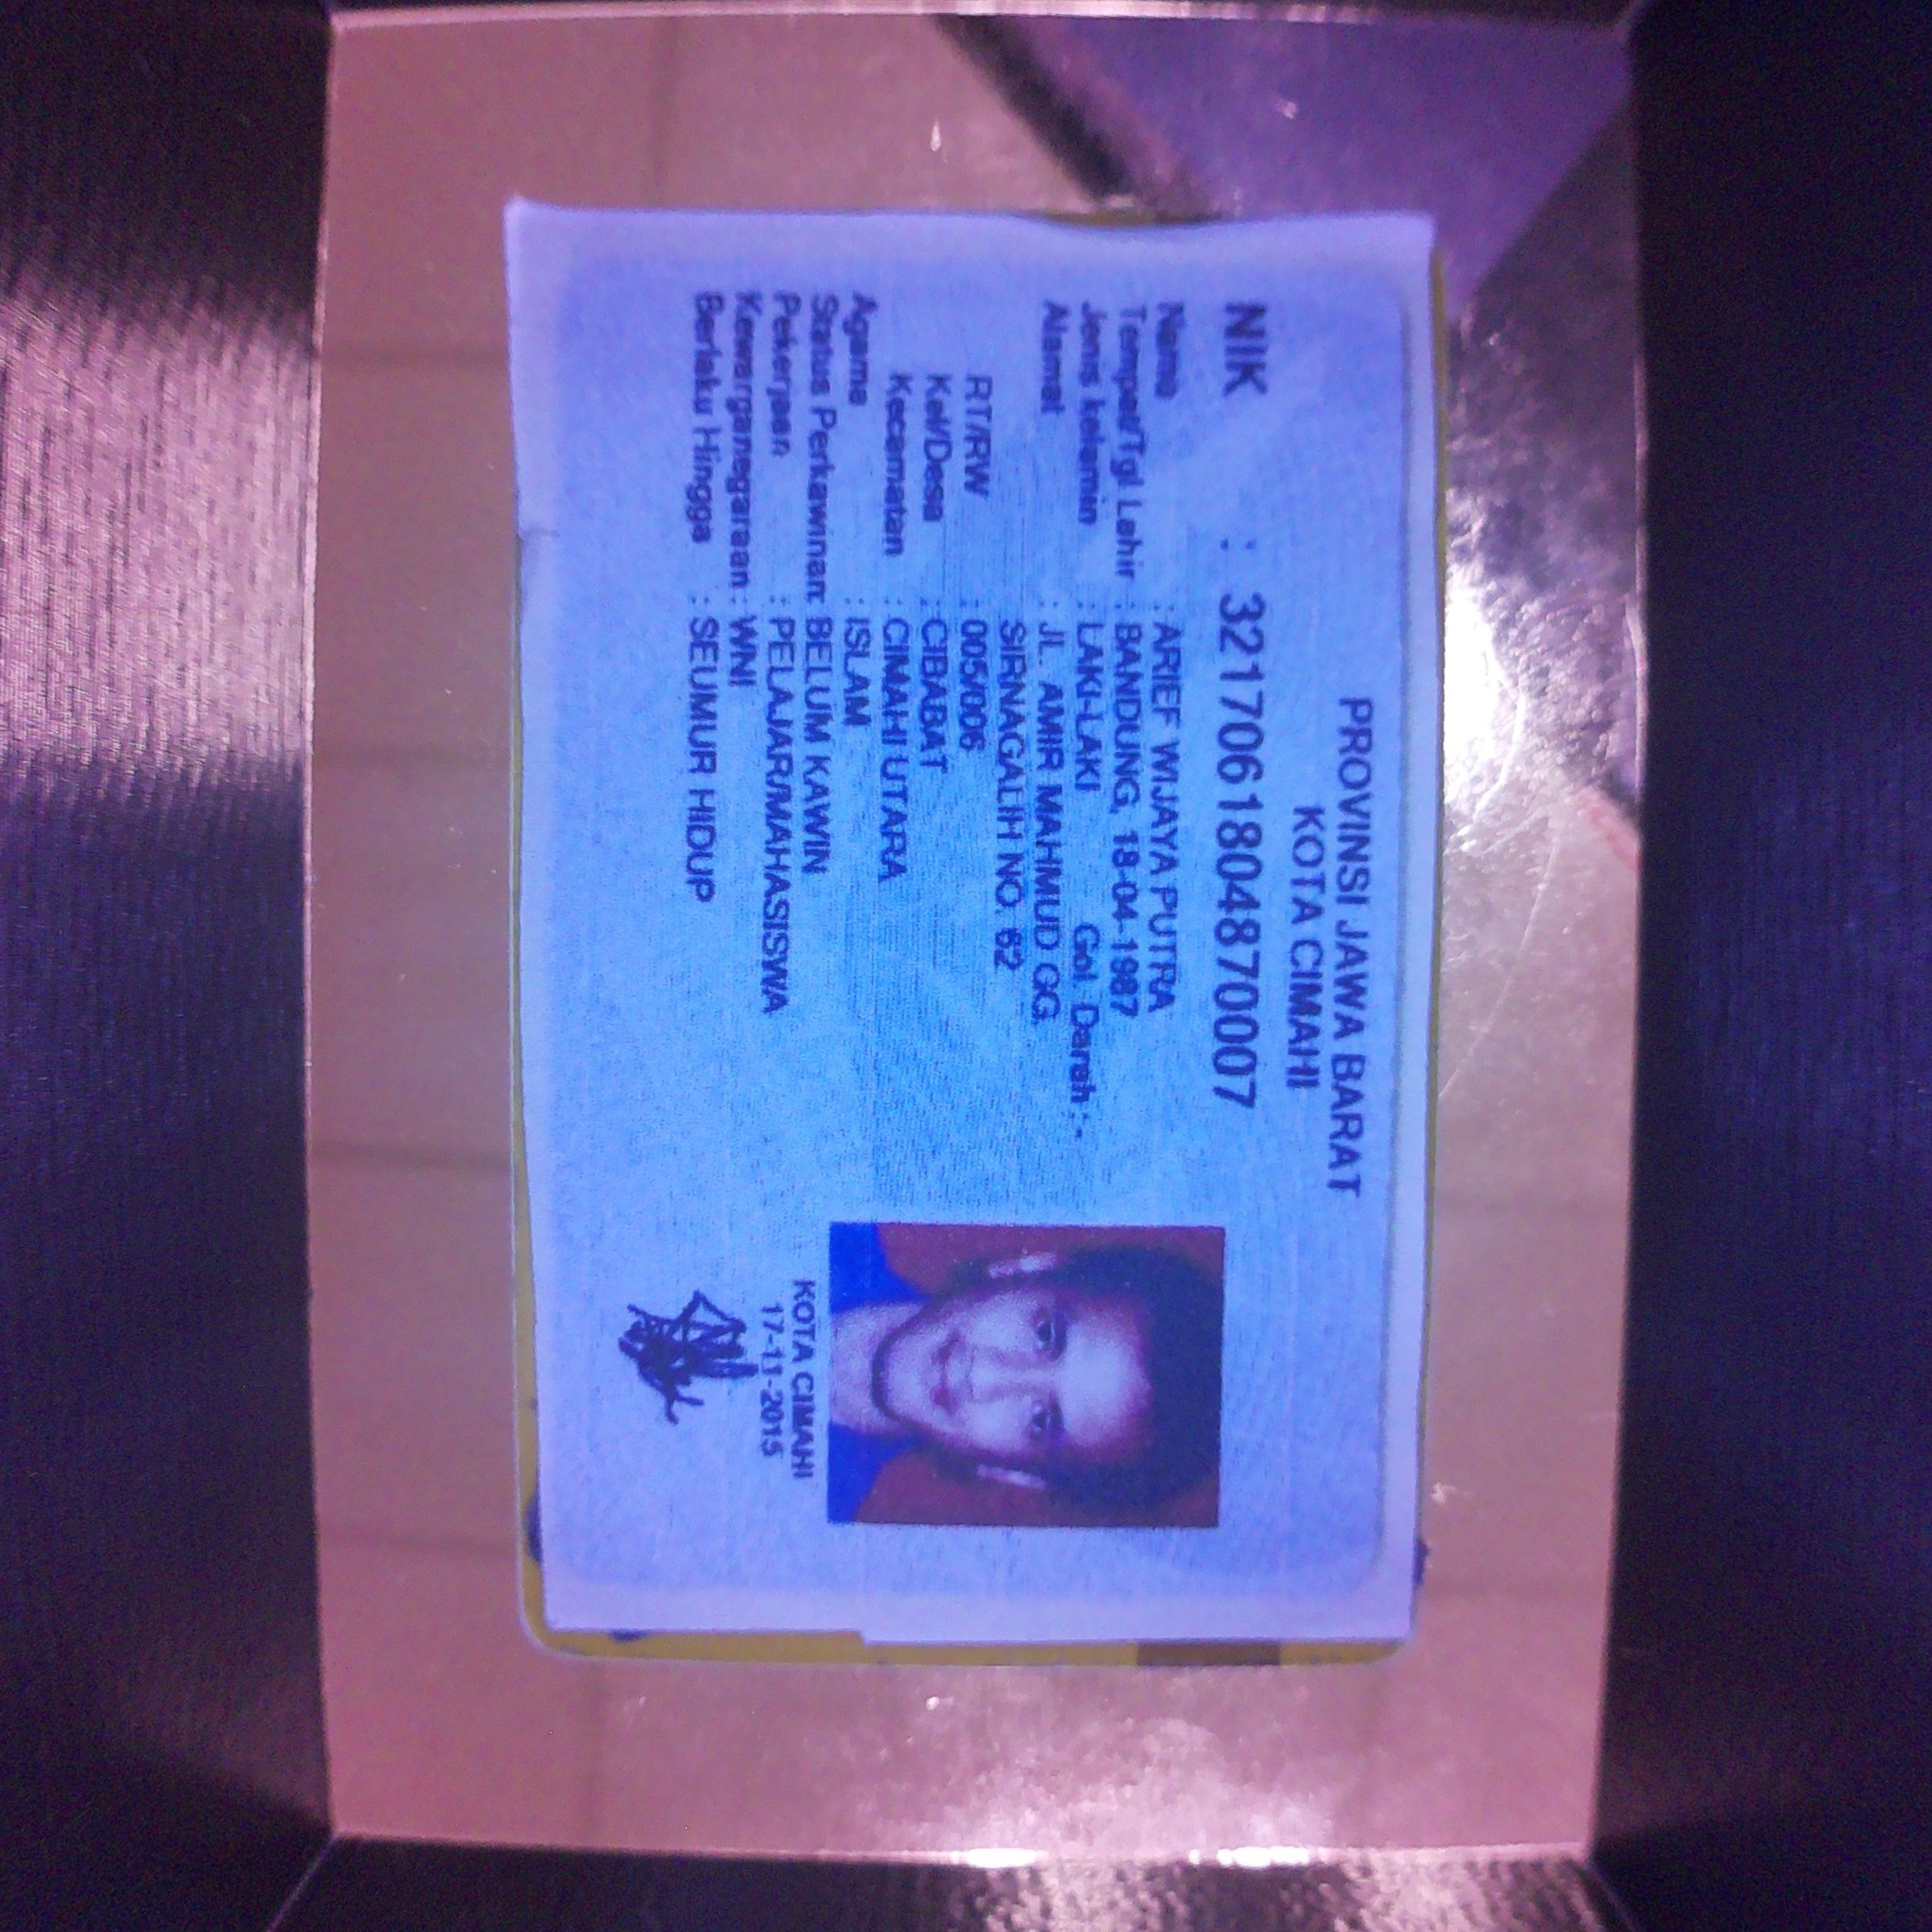 PROVINSI JAWA BARAT
KOTA CIMAHI
NIK : 3217061804870007
Nama : ARIEF WIJAYA PUTRA
Tempat/Tgl Lahir : BANDUNG, 18-04-1987
Jenis kelamin : LAKI-LAKI Gol. Darah : -
Alamat : JL. AMIR MAHMUD GG.
SIRNAGALIH NO. 62
RT/RW : 005/006
Kel/Desa : CIBABAT
Kecamatan : CIMAHI UTARA
Agama : ISLAM
Status Perkawinan: BELUM KAWIN
Pekerjaan : PELAJAR/MAHASISWA
Kewarganegaraan : WNI
Berlaku Hingga : SEUMUR HIDUP
KOTA CIMAHI
17-11-2015